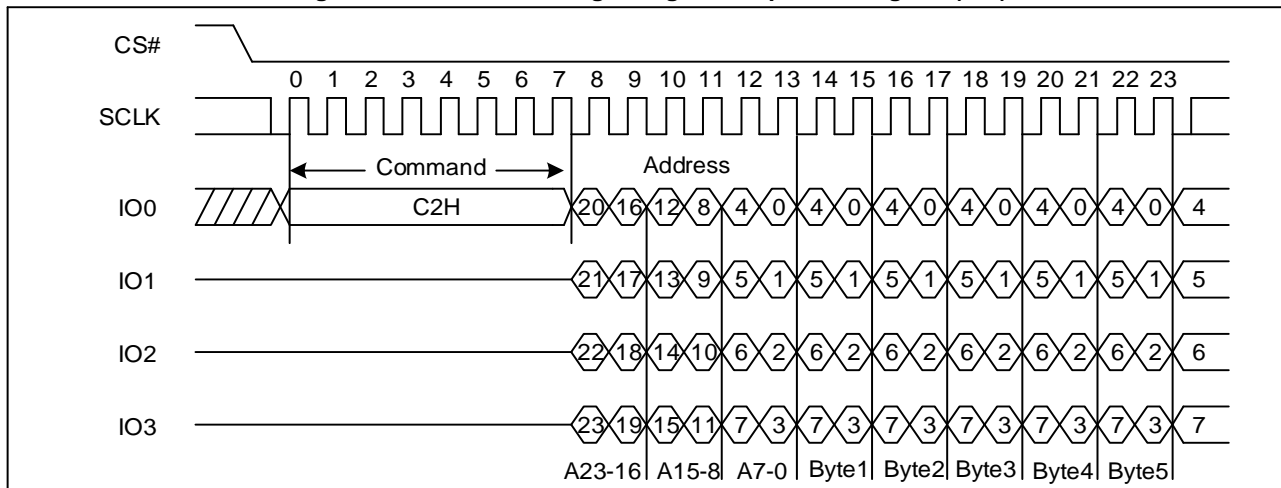 CS#
0 1 2 3 4 5 6 7 8 9 10 11 12 13 14 15 16 17 18 19 20 21 22 23
SCLK
Command Address
IO0 C2H 20 16 12 8 4 0 4 0 4 0 4 0 4 0 4 0 4
IO1 21 17 13 9 5 1 5 1 5 1 5 1 5 1 5 1 5
IO2 22 18 14 10 6 2 6 2 6 2 6 2 6 2 6 2 6
IO3 23 19 15 11 7 3 7 3 7 3 7 3 7 3 7 3 7
A23-16 A15-8 A7-0 Byte1 Byte2 Byte3 Byte4 Byte5